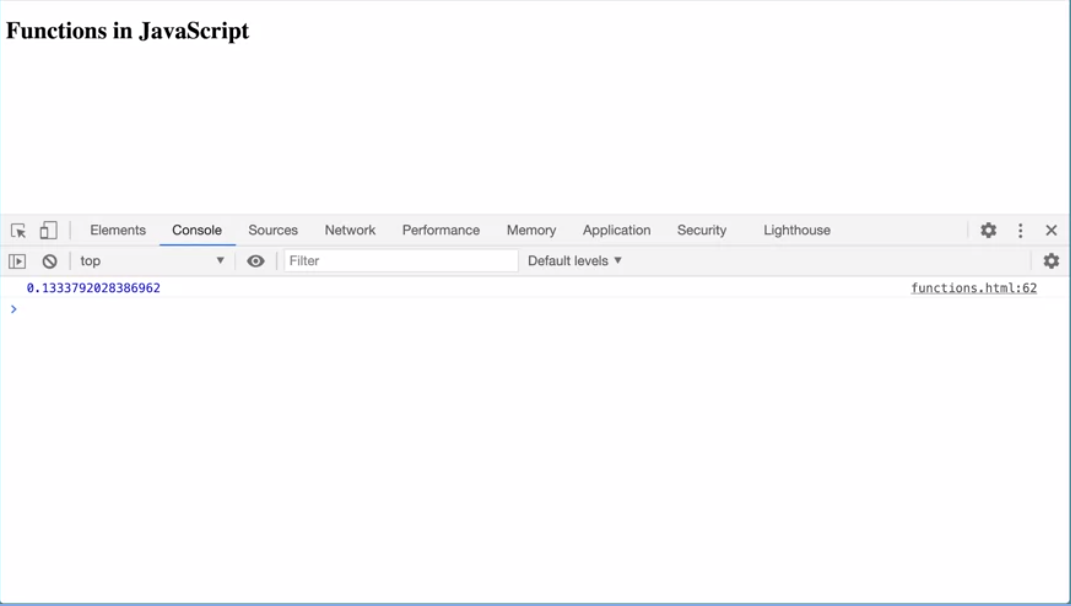 Functions in JavaScript
Elements Console Sources Network Performance Memory Application Security Lighthouse
top Filter Default levels
0.1333792028386962 functions.html:62